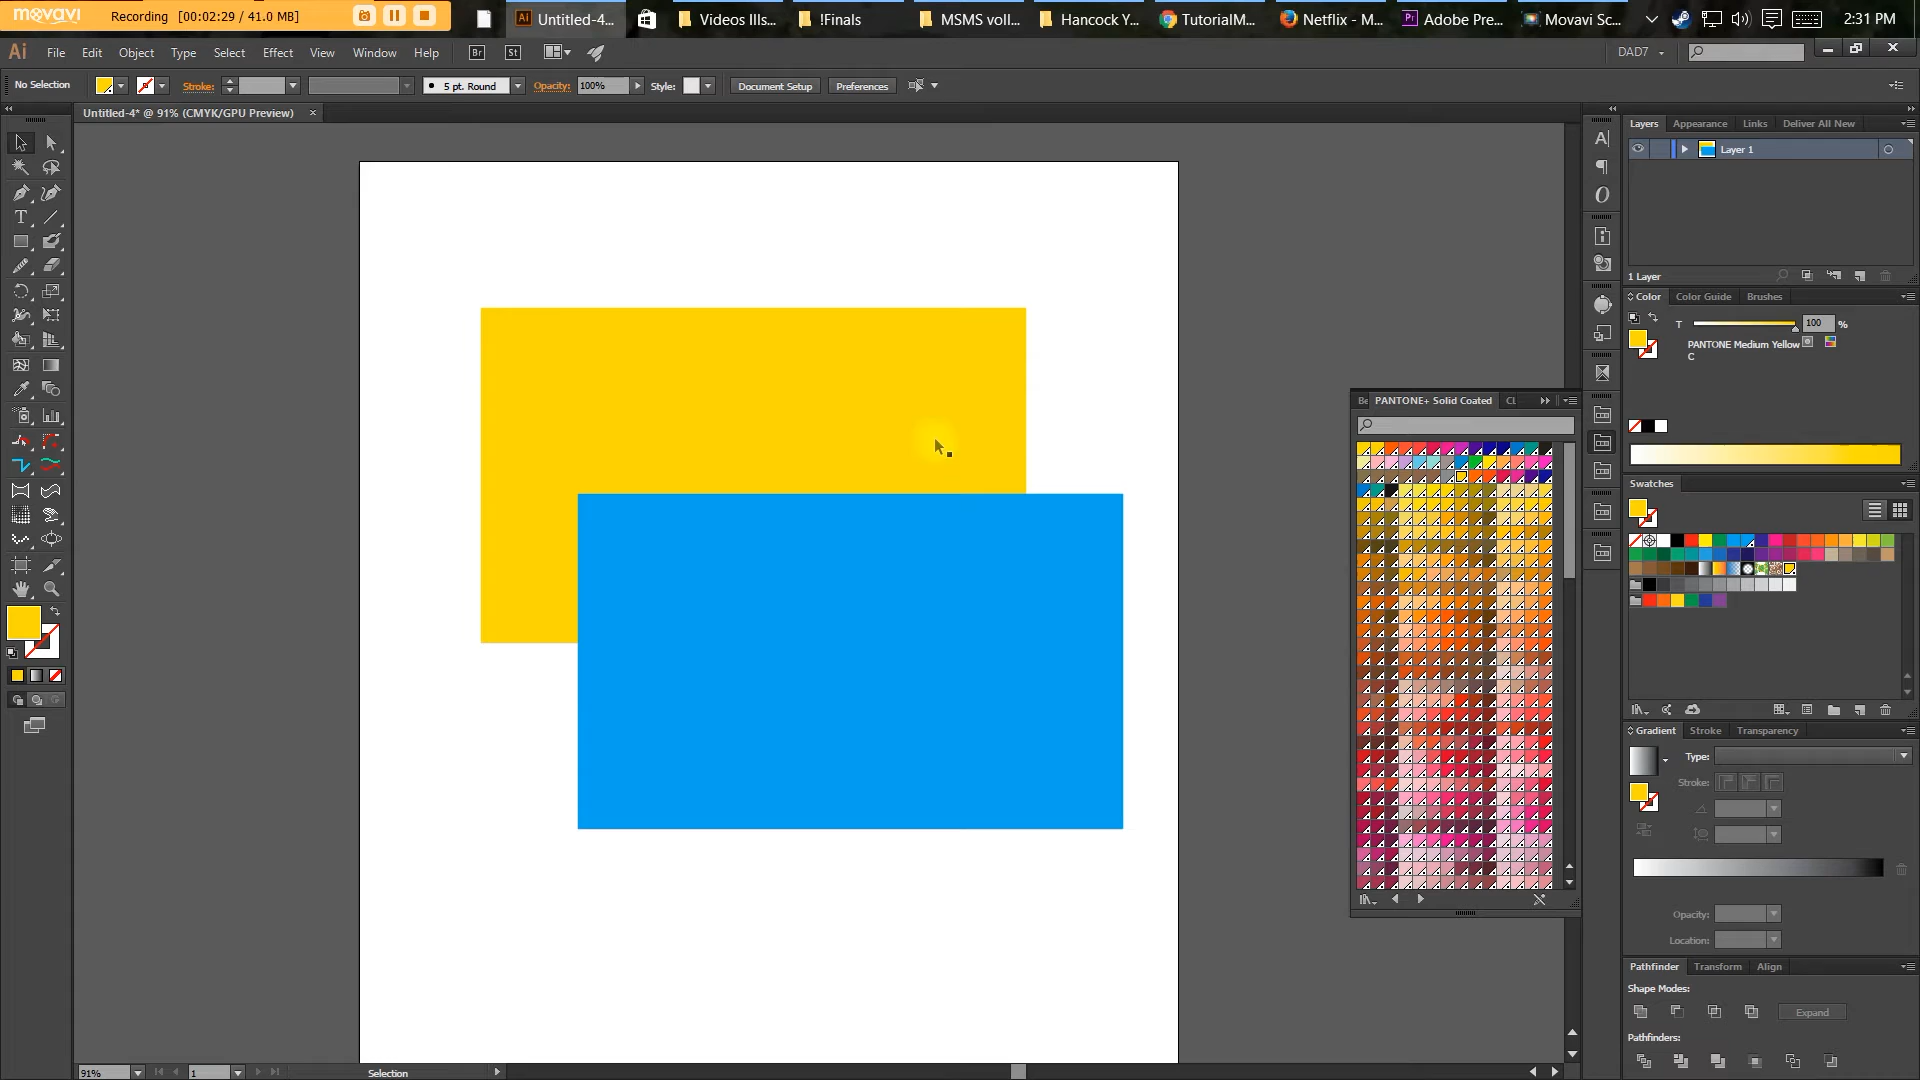 movavi Recording [00:02:29 / 41.0 MB]
Untitled-4... Videos Ills... !Finals MSMS voll... Hancock Y... TutorialM... Netflix - M... Adobe Pre... Movavi Sc... 2:31 PM
Ai File Edit Object Type Select Effect View Window Help Br St DAD7
No Selection Stroke: 5 pt. Round Opacity: 100% Style: Document Setup Preferences
Untitled-4* @ 91% (CMYK/GPU Preview)
Layers Appearance Links Deliver All New
Layer 1
1 Layer
Color Color Guide Brushes
T 100 %
PANTONE Medium Yellow
C
PANTONE+ Solid Coated
Swatches
Gradient Stroke Transparency
Type:
Stroke:
Opacity:
Location:
Pathfinder Transform Align
Shape Modes:
Expand
Pathfinders:
91% 1 Selection